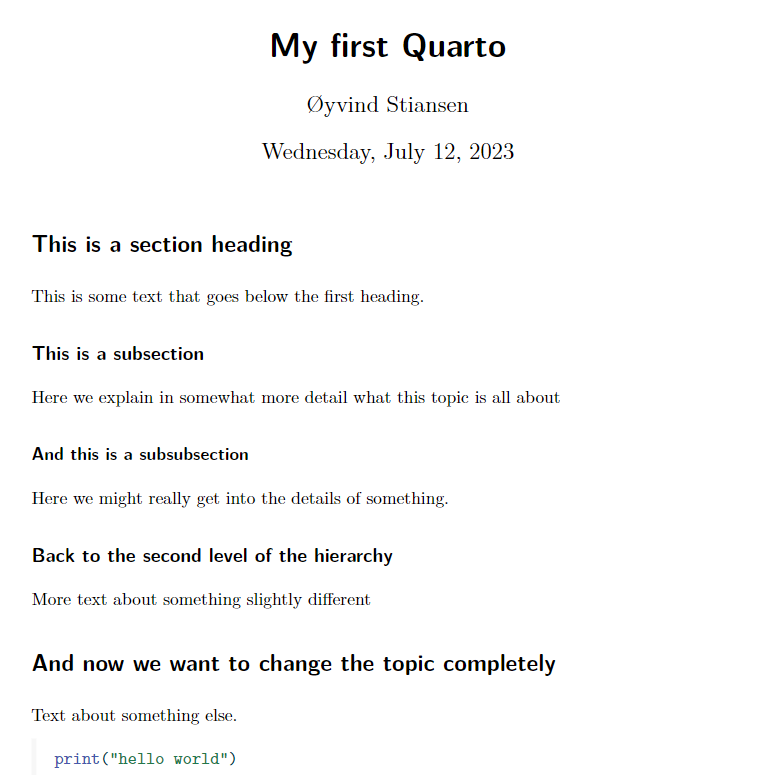 My first Quarto
Øyvind Stiansen
Wednesday, July 12, 2023
This is a section heading
This is some text that goes below the first heading.
This is a subsection
Here we explain in somewhat more detail what this topic is all about
And this is a subsubsection
Here we might really get into the details of something.
Back to the second level of the hierarchy
More text about something slightly different
And now we want to change the topic completely
Text about something else.
print("hello world")